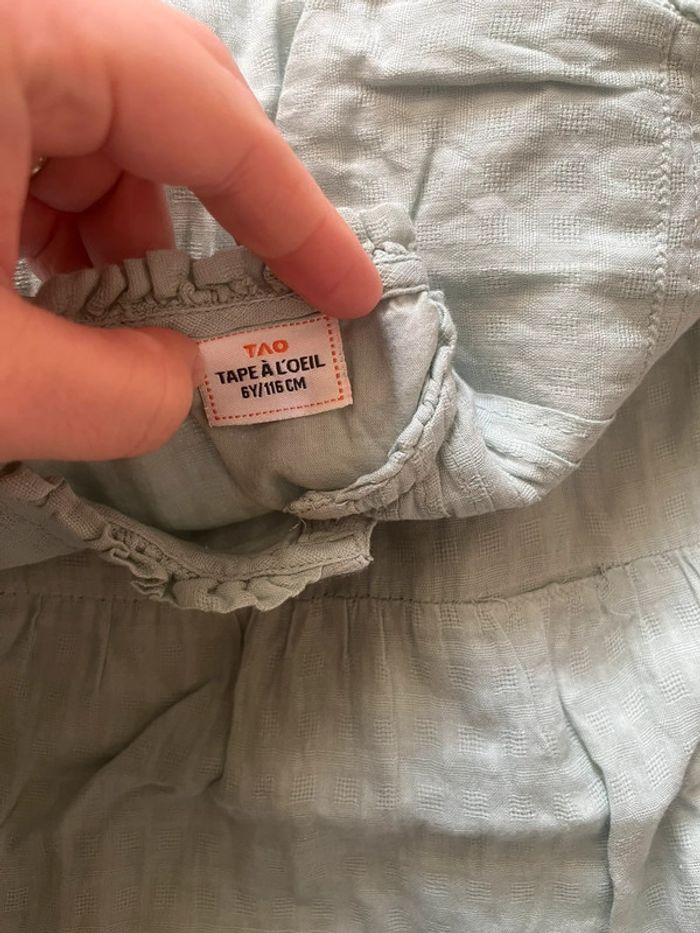 TAO
TAPE À L'OEIL
6Y/116 CM